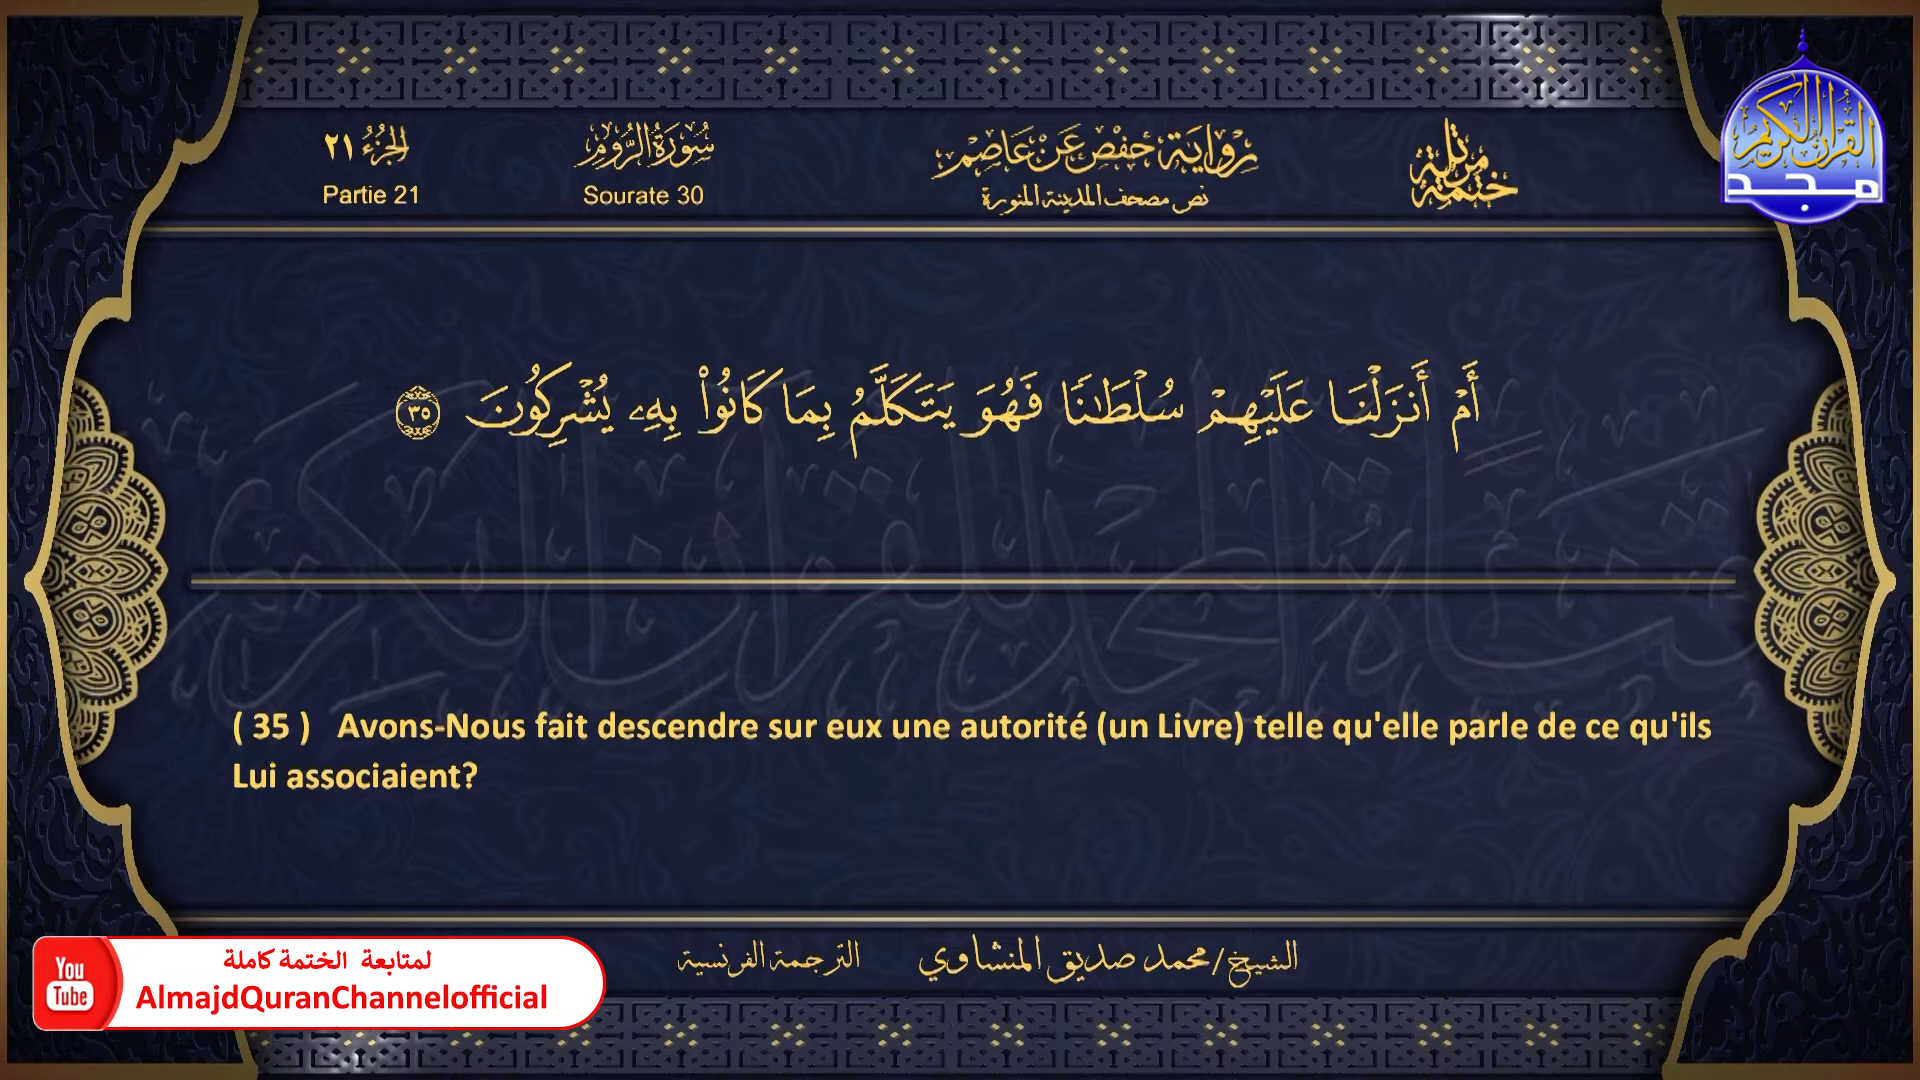 ختمة مرتلة
رواية حفص عن عاصم
نص مصحف المدينة المنورة
سُورَةُ الرُّومِ
Sourate 30
الجزء ٢١
Partie 21
القرآن الكريم
مجد
أَمْ أَنزَلْنَا عَلَيْهِمْ سُلْطَـٰنًا فَهُوَ يَتَكَلَّمُ بِمَا كَانُوا۟ بِهِۦ يُشْرِكُونَ ٣٥
( 35 ) Avons-Nous fait descendre sur eux une autorité (un Livre) telle qu'elle parle de ce qu'ils
Lui associaient?
الشيخ/محمد صديق المنشاوي
الترجمة الفرنسية
You
Tube
لمتابعة الختمة كاملة
AlmajdQuranChannelofficial